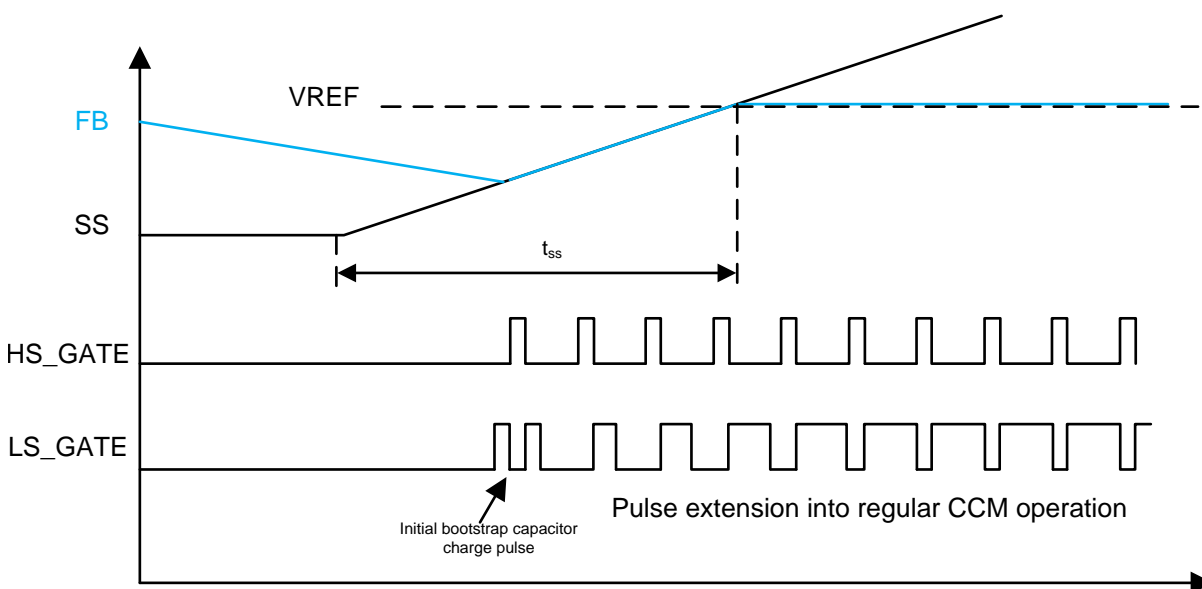 VREF
FB
SS
tss
HS_GATE
LS_GATE
Pulse extension into regular CCM operation
Initial bootstrap capacitor
charge pulse